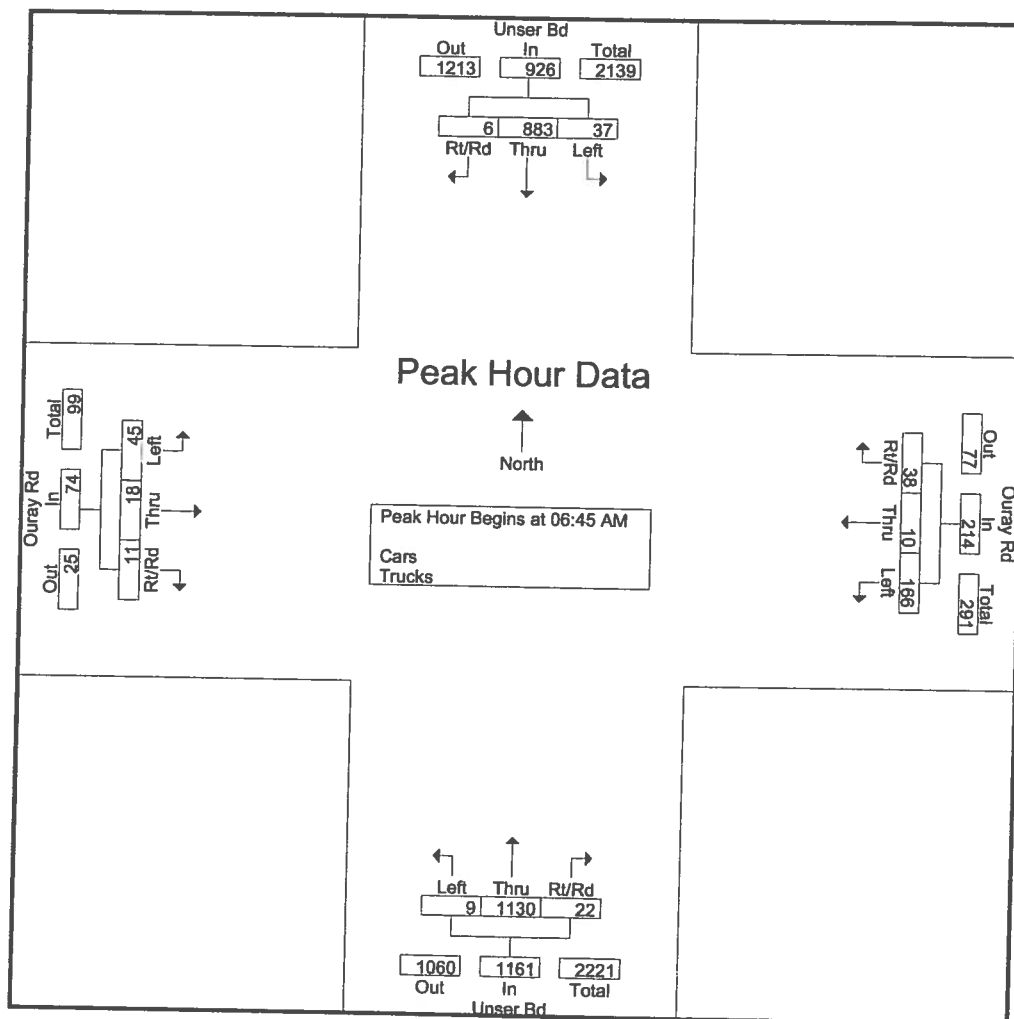 Unser Bd
Out In Total
1213 926 2139
6 883 37
Rt/Rd Thru Left
Peak Hour Data
North
Peak Hour Begins at 06:45 AM
Cars
Trucks
Ouray Rd
Out In Total
25 74 99
11 18 45
Rt/Rd Thru Left
Ouray Rd
Out In Total
77 214 291
38 10 166
Rt/Rd Thru Left
Left Thru Rt/Rd
9 1130 22
1060 1161 2221
Out In Total
Unser Bd